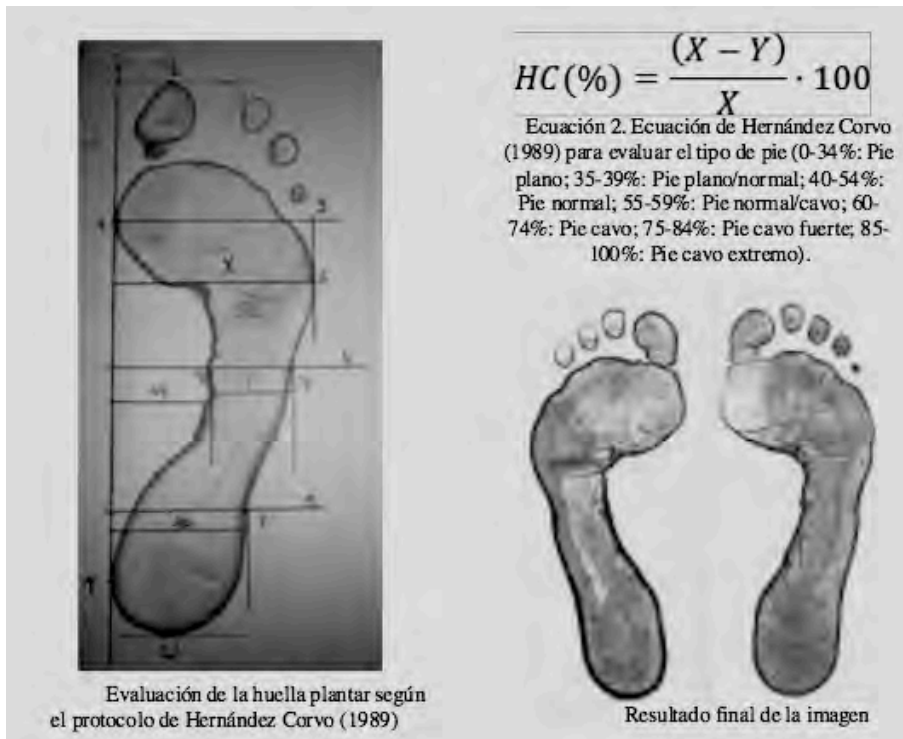 HC(%) = (X − Y) / X · 100
Ecuación 2. Ecuación de Hernández Corvo
(1989) para evaluar el tipo de pie (0-34%: Pie
plano; 35-39%: Pie plano/normal; 40-54%:
Pie normal; 55-59%: Pie normal/cavo; 60-
74%: Pie cavo; 75-84%: Pie cavo fuerte; 85-
100%: Pie cavo extremo).
X
Evaluación de la huella plantar según
el protocolo de Hernández Corvo (1989)
Resultado final de la imagen